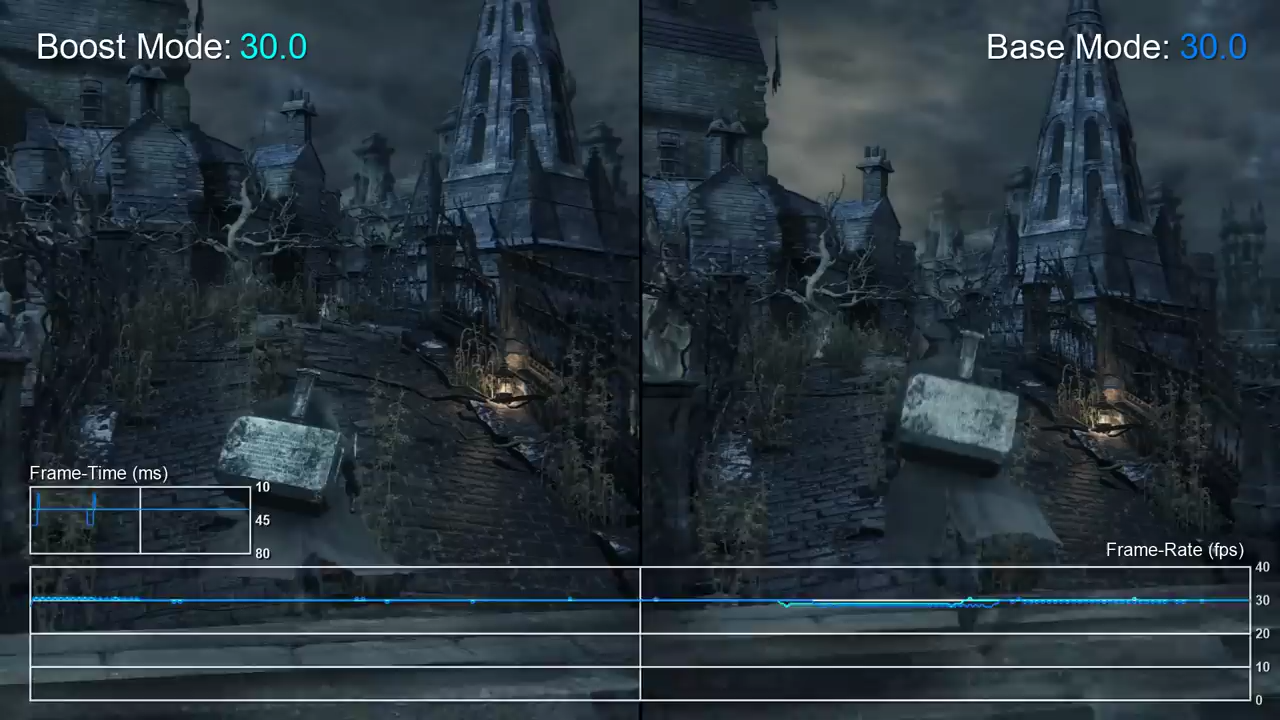 Boost Mode: 30.0
Base Mode: 30.0
Frame-Time (ms)
10
45
80
Frame-Rate (fps)
40
30
20
10
0